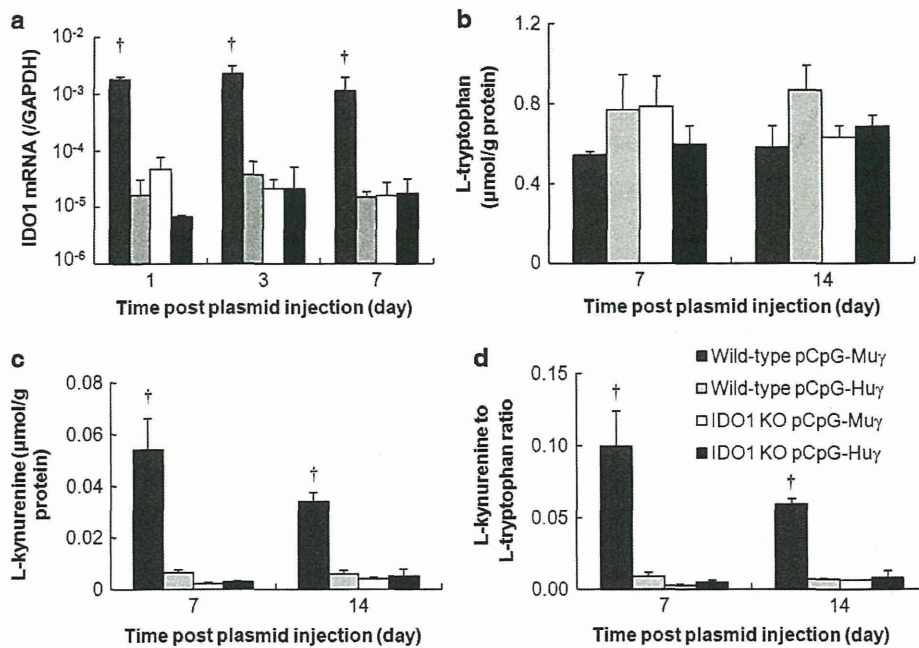 a
IDO1 mRNA (/GAPDH)
10-2
10-3
10-4
10-5
10-6
†
†
†
1
3
7
Time post plasmid injection (day)
b
L-tryptophan
(μmol/g protein)
1.2
0.9
0.6
0.3
0
7
14
Time post plasmid injection (day)
c
L-kynurenine (μmol/g
protein)
0.08
0.06
0.04
0.02
0
†
†
7
14
Time post plasmid injection (day)
d
L-kynurenine to
L-tryptophan ratio
0.15
0.10
0.05
0.00
†
†
7
14
Time post plasmid injection (day)
Wild-type pCpG-Muγ
Wild-type pCpG-Huγ
IDO1 KO pCpG-Muγ
IDO1 KO pCpG-Huγ